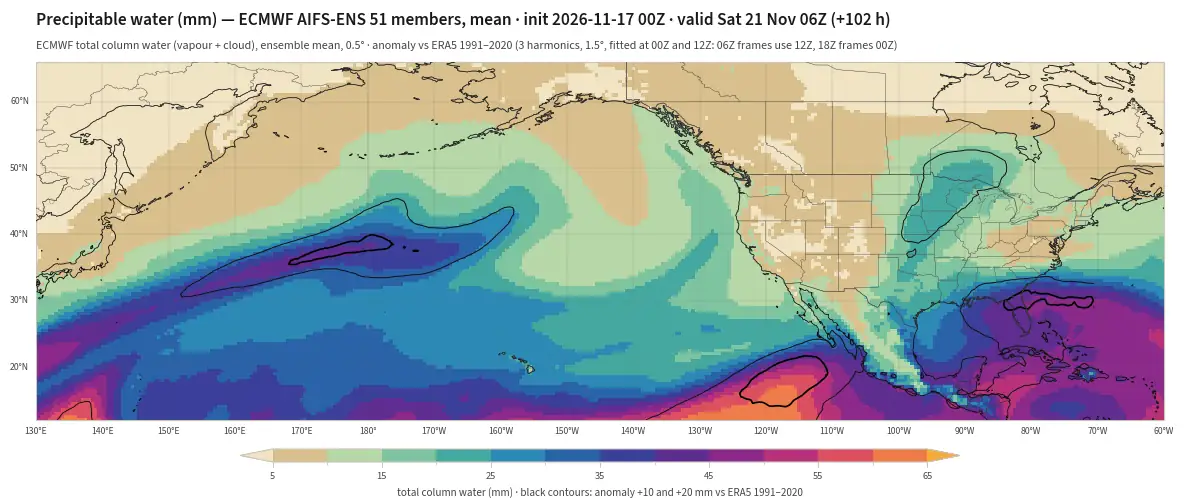 Precipitable water (mm) — ECMWF AIFS-ENS 51 members, mean · init 2026-11-17 00Z · valid Sat 21 Nov 06Z (+102 h)
ECMWF total column water (vapour + cloud), ensemble mean, 0.5° · anomaly vs ERA5 1991–2020 (3 harmonics, 1.5°, fitted at 00Z and 12Z: 06Z frames use 12Z, 18Z frames 00Z)
60°N
50°N
40°N
30°N
20°N
130°E 140°E 150°E 160°E 170°E 180° 170°W 160°W 150°W 140°W 130°W 120°W 110°W 100°W 90°W 80°W 70°W 60°W
5 15 25 35 45 55 65
total column water (mm) · black contours: anomaly +10 and +20 mm vs ERA5 1991–2020